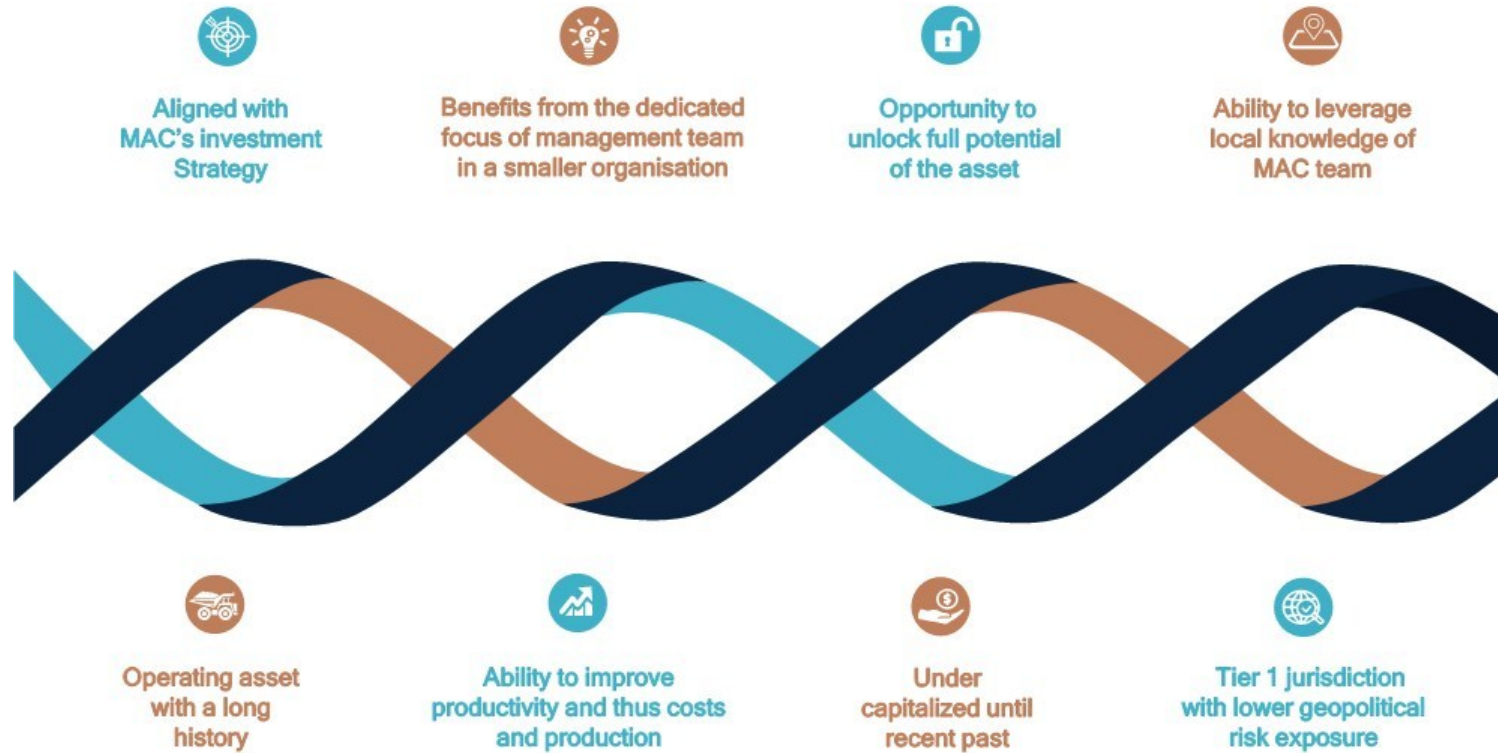 Aligned with
MAC's investment
Strategy
Benefits from the dedicated
focus of management team
in a smaller organisation
Opportunity to
unlock full potential
of the asset
Ability to leverage
local knowledge of
MAC team
Operating asset
with a long
history
Ability to improve
productivity and thus costs
and production
Under
capitalized until
recent past
Tier 1 jurisdiction
with lower geopolitical
risk exposure